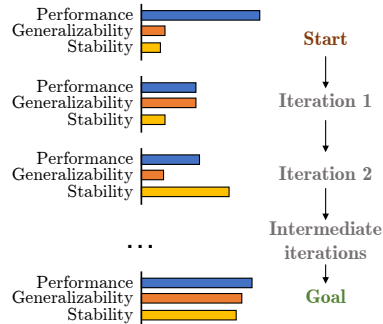 Performance
Generalizability
Stability
Start
Performance
Generalizability
Stability
Iteration 1
Performance
Generalizability
Stability
Iteration 2
...
Intermediate
iterations
Performance
Generalizability
Stability
Goal